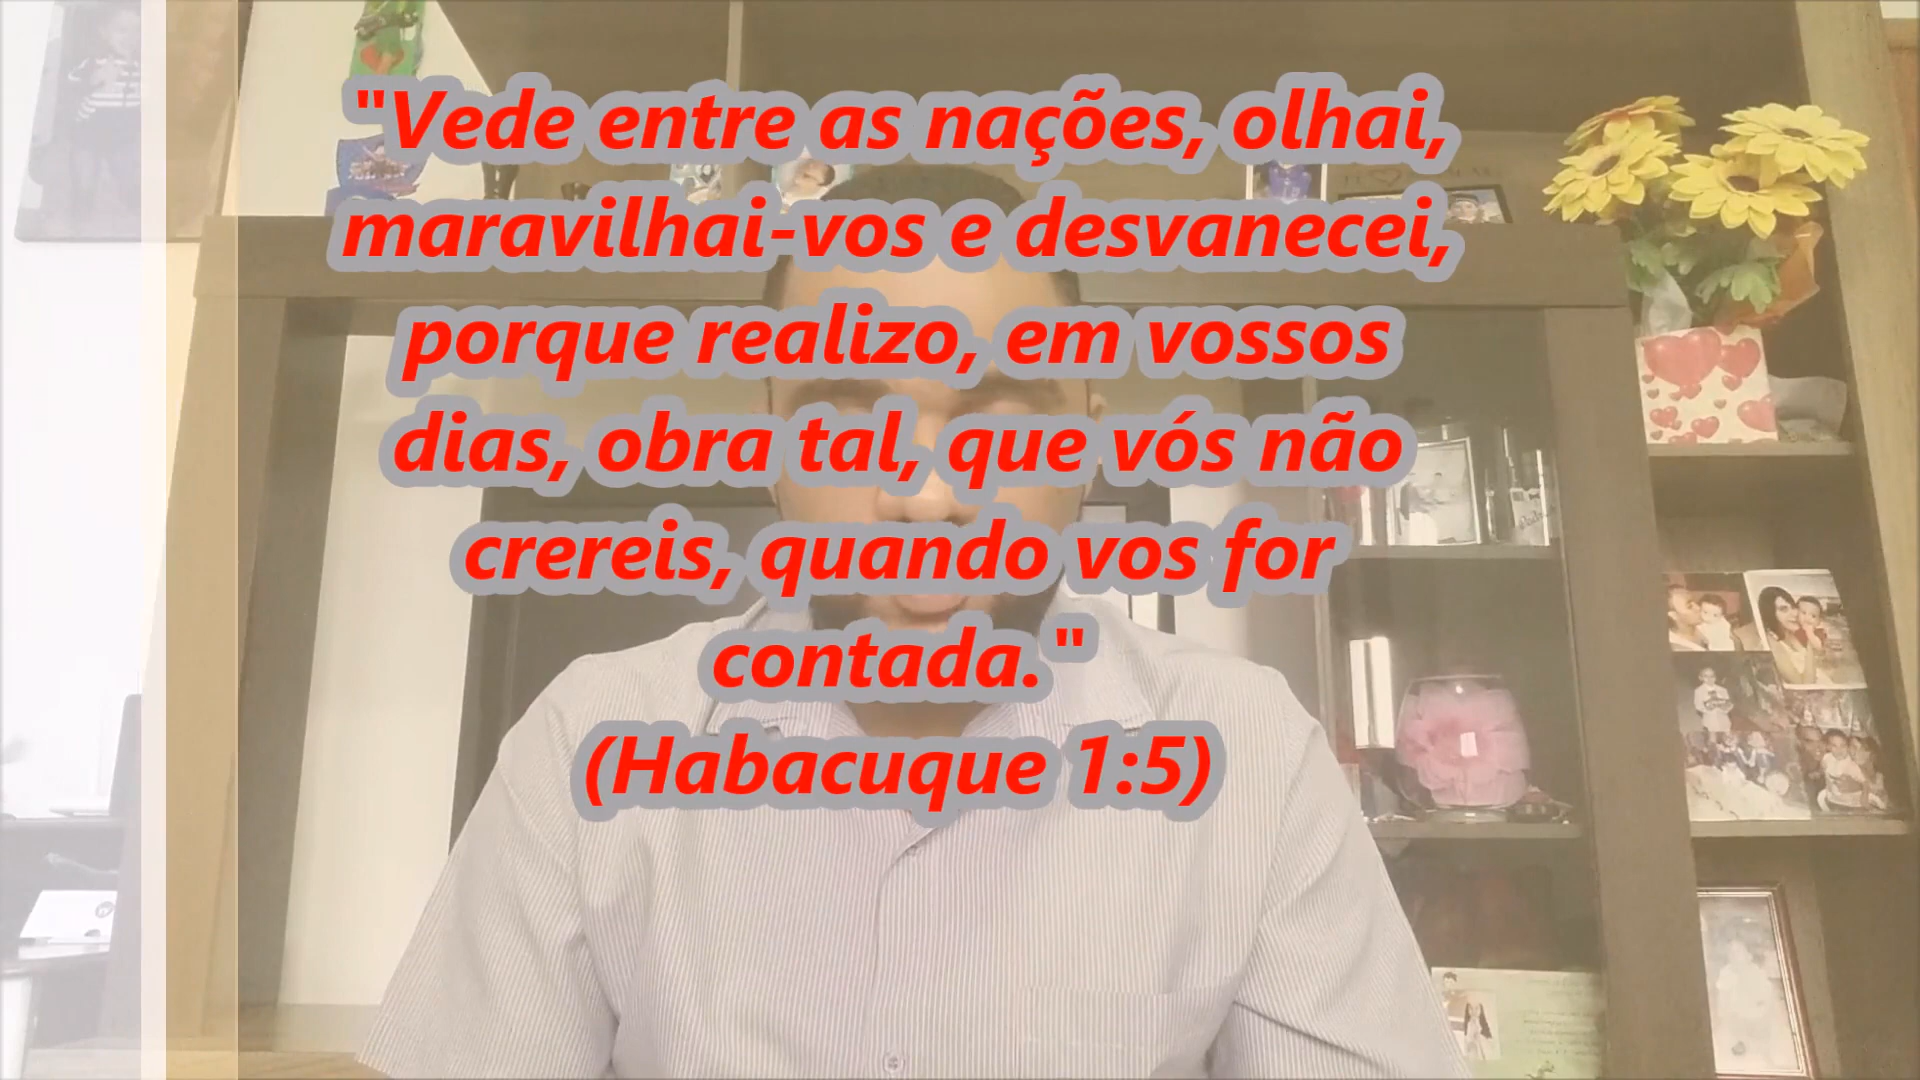 "Vede entre as nações, olhai,
maravilhai-vos e desvanecei,
porque realizo, em vossos
dias, obra tal, que vós não
crereis, quando vos for
contada."
(Habacuque 1:5)